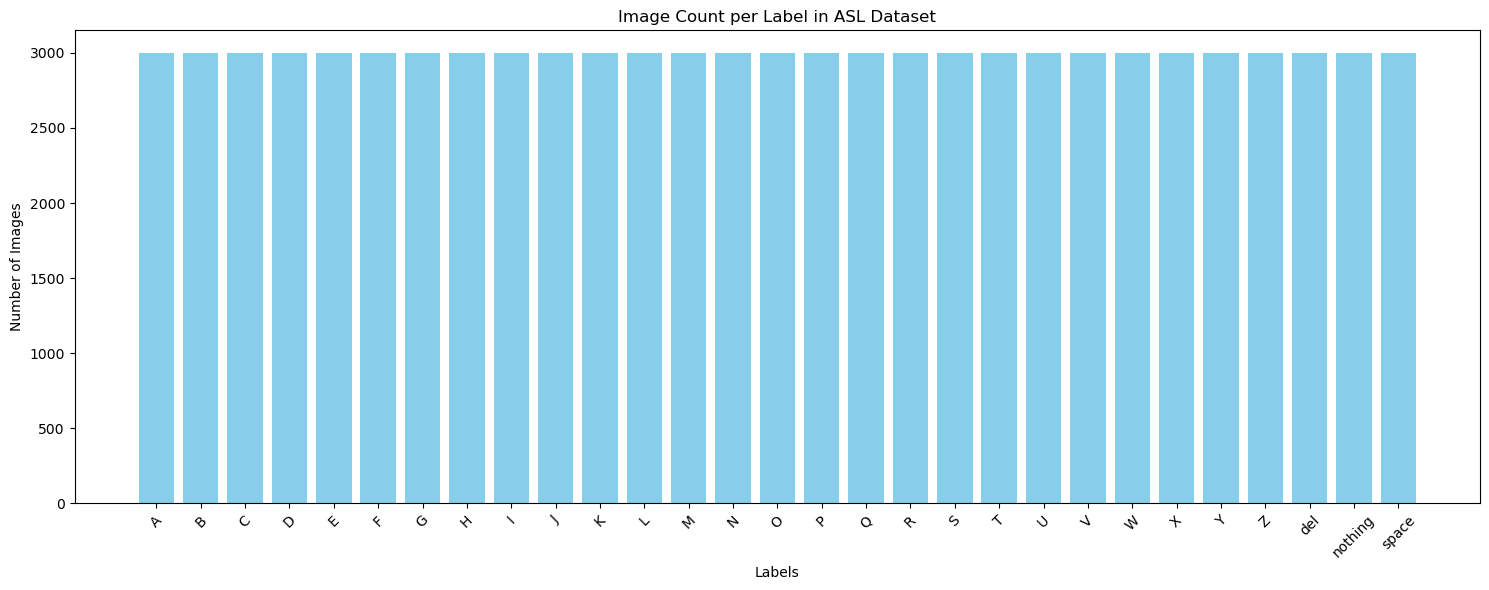 Image Count per Label in ASL Dataset
Number of Images
3000
2500
2000
1500
1000
500
0
A B C D E F G H I J K L M N O P Q R S T U V W X Y Z del nothing space
Labels